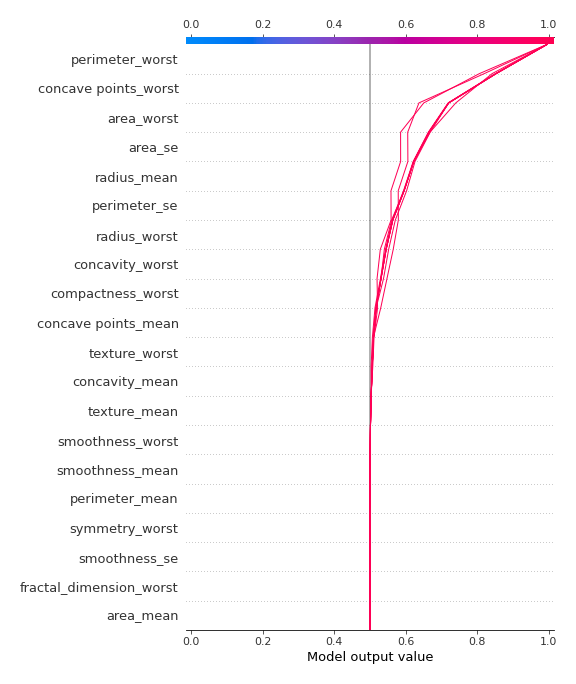 0.0 0.2 0.4 0.6 0.8 1.0
perimeter_worst
concave points_worst
area_worst
area_se
radius_mean
perimeter_se
radius_worst
concavity_worst
compactness_worst
concave points_mean
texture_worst
concavity_mean
texture_mean
smoothness_worst
smoothness_mean
perimeter_mean
symmetry_worst
smoothness_se
fractal_dimension_worst
area_mean
0.0 0.2 0.4 0.6 0.8 1.0
Model output value